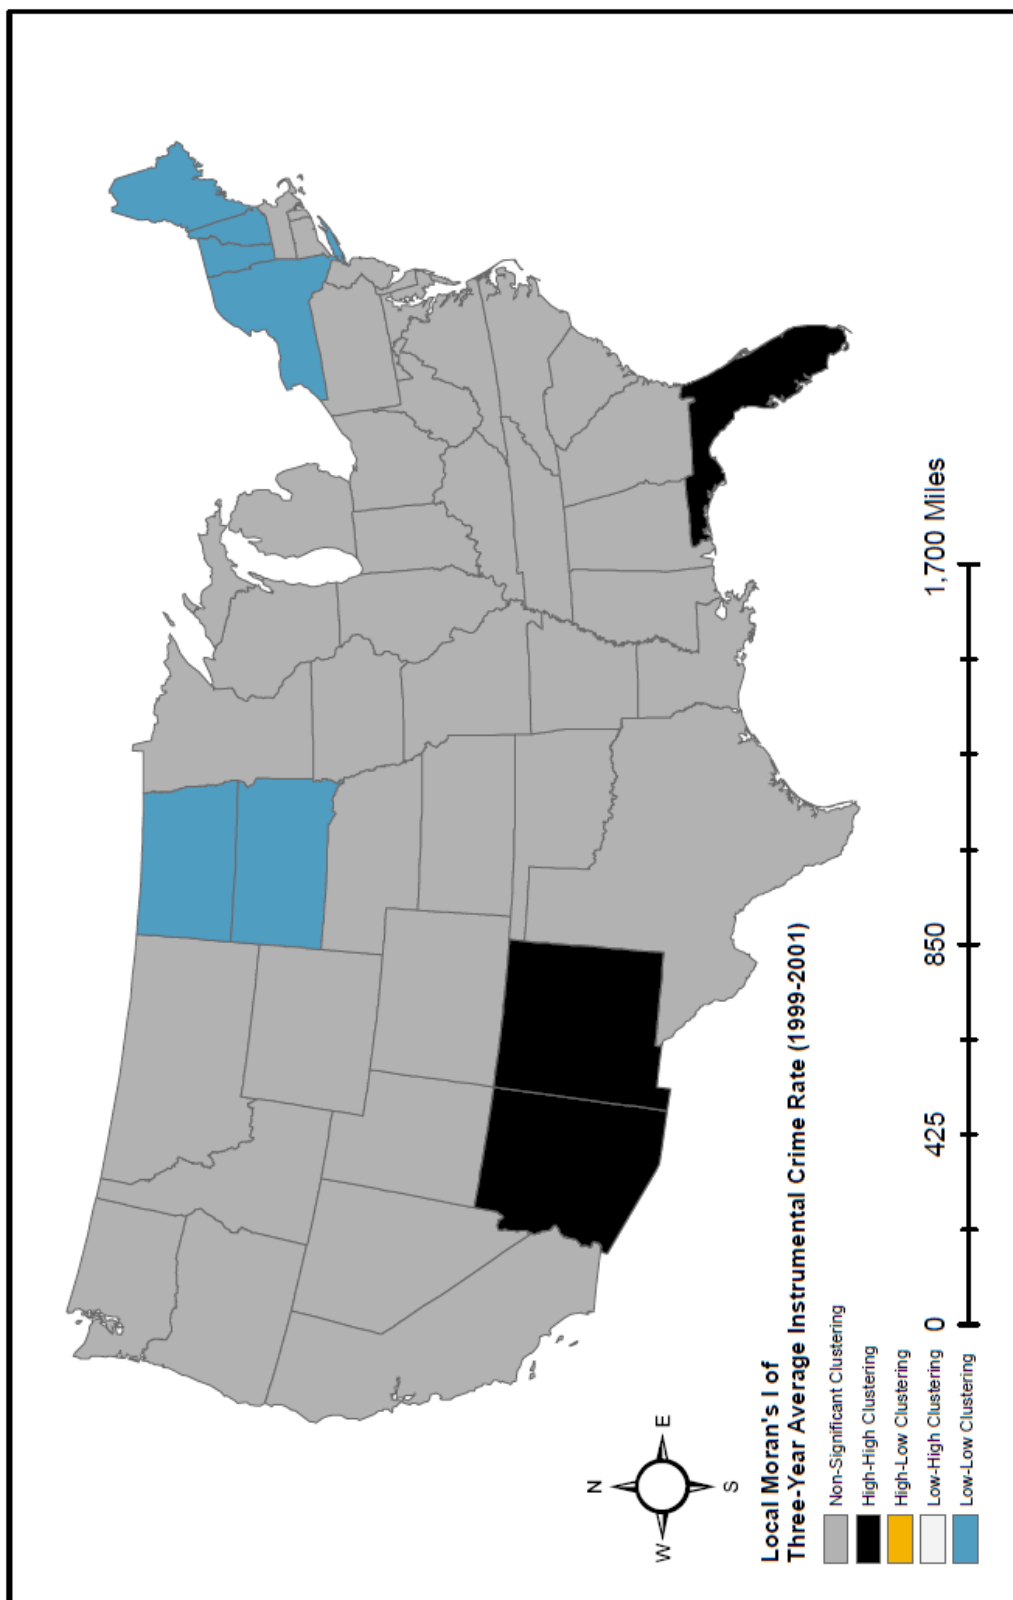 N
W
E
S
Local Moran's I of
Three-Year Average Instrumental Crime Rate (1999-2001)
Non-Significant Clustering
High-High Clustering
High-Low Clustering
Low-High Clustering
Low-Low Clustering
0 425 850 1,700 Miles